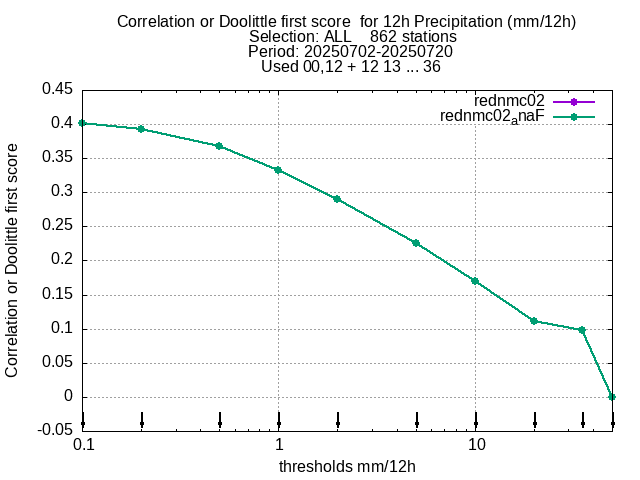 Correlation or Doolittle first score  for 12h Precipitation (mm/12h)
Selection: ALL    862 stations
Period: 20250702-20250720
Used 00,12 + 12 13 ... 36
rednmc02
rednmc02anaF
Correlation or Doolittle first score
0.45
0.4
0.35
0.3
0.25
0.2
0.15
0.1
0.05
0
-0.05
0.1 1 10
thresholds mm/12h